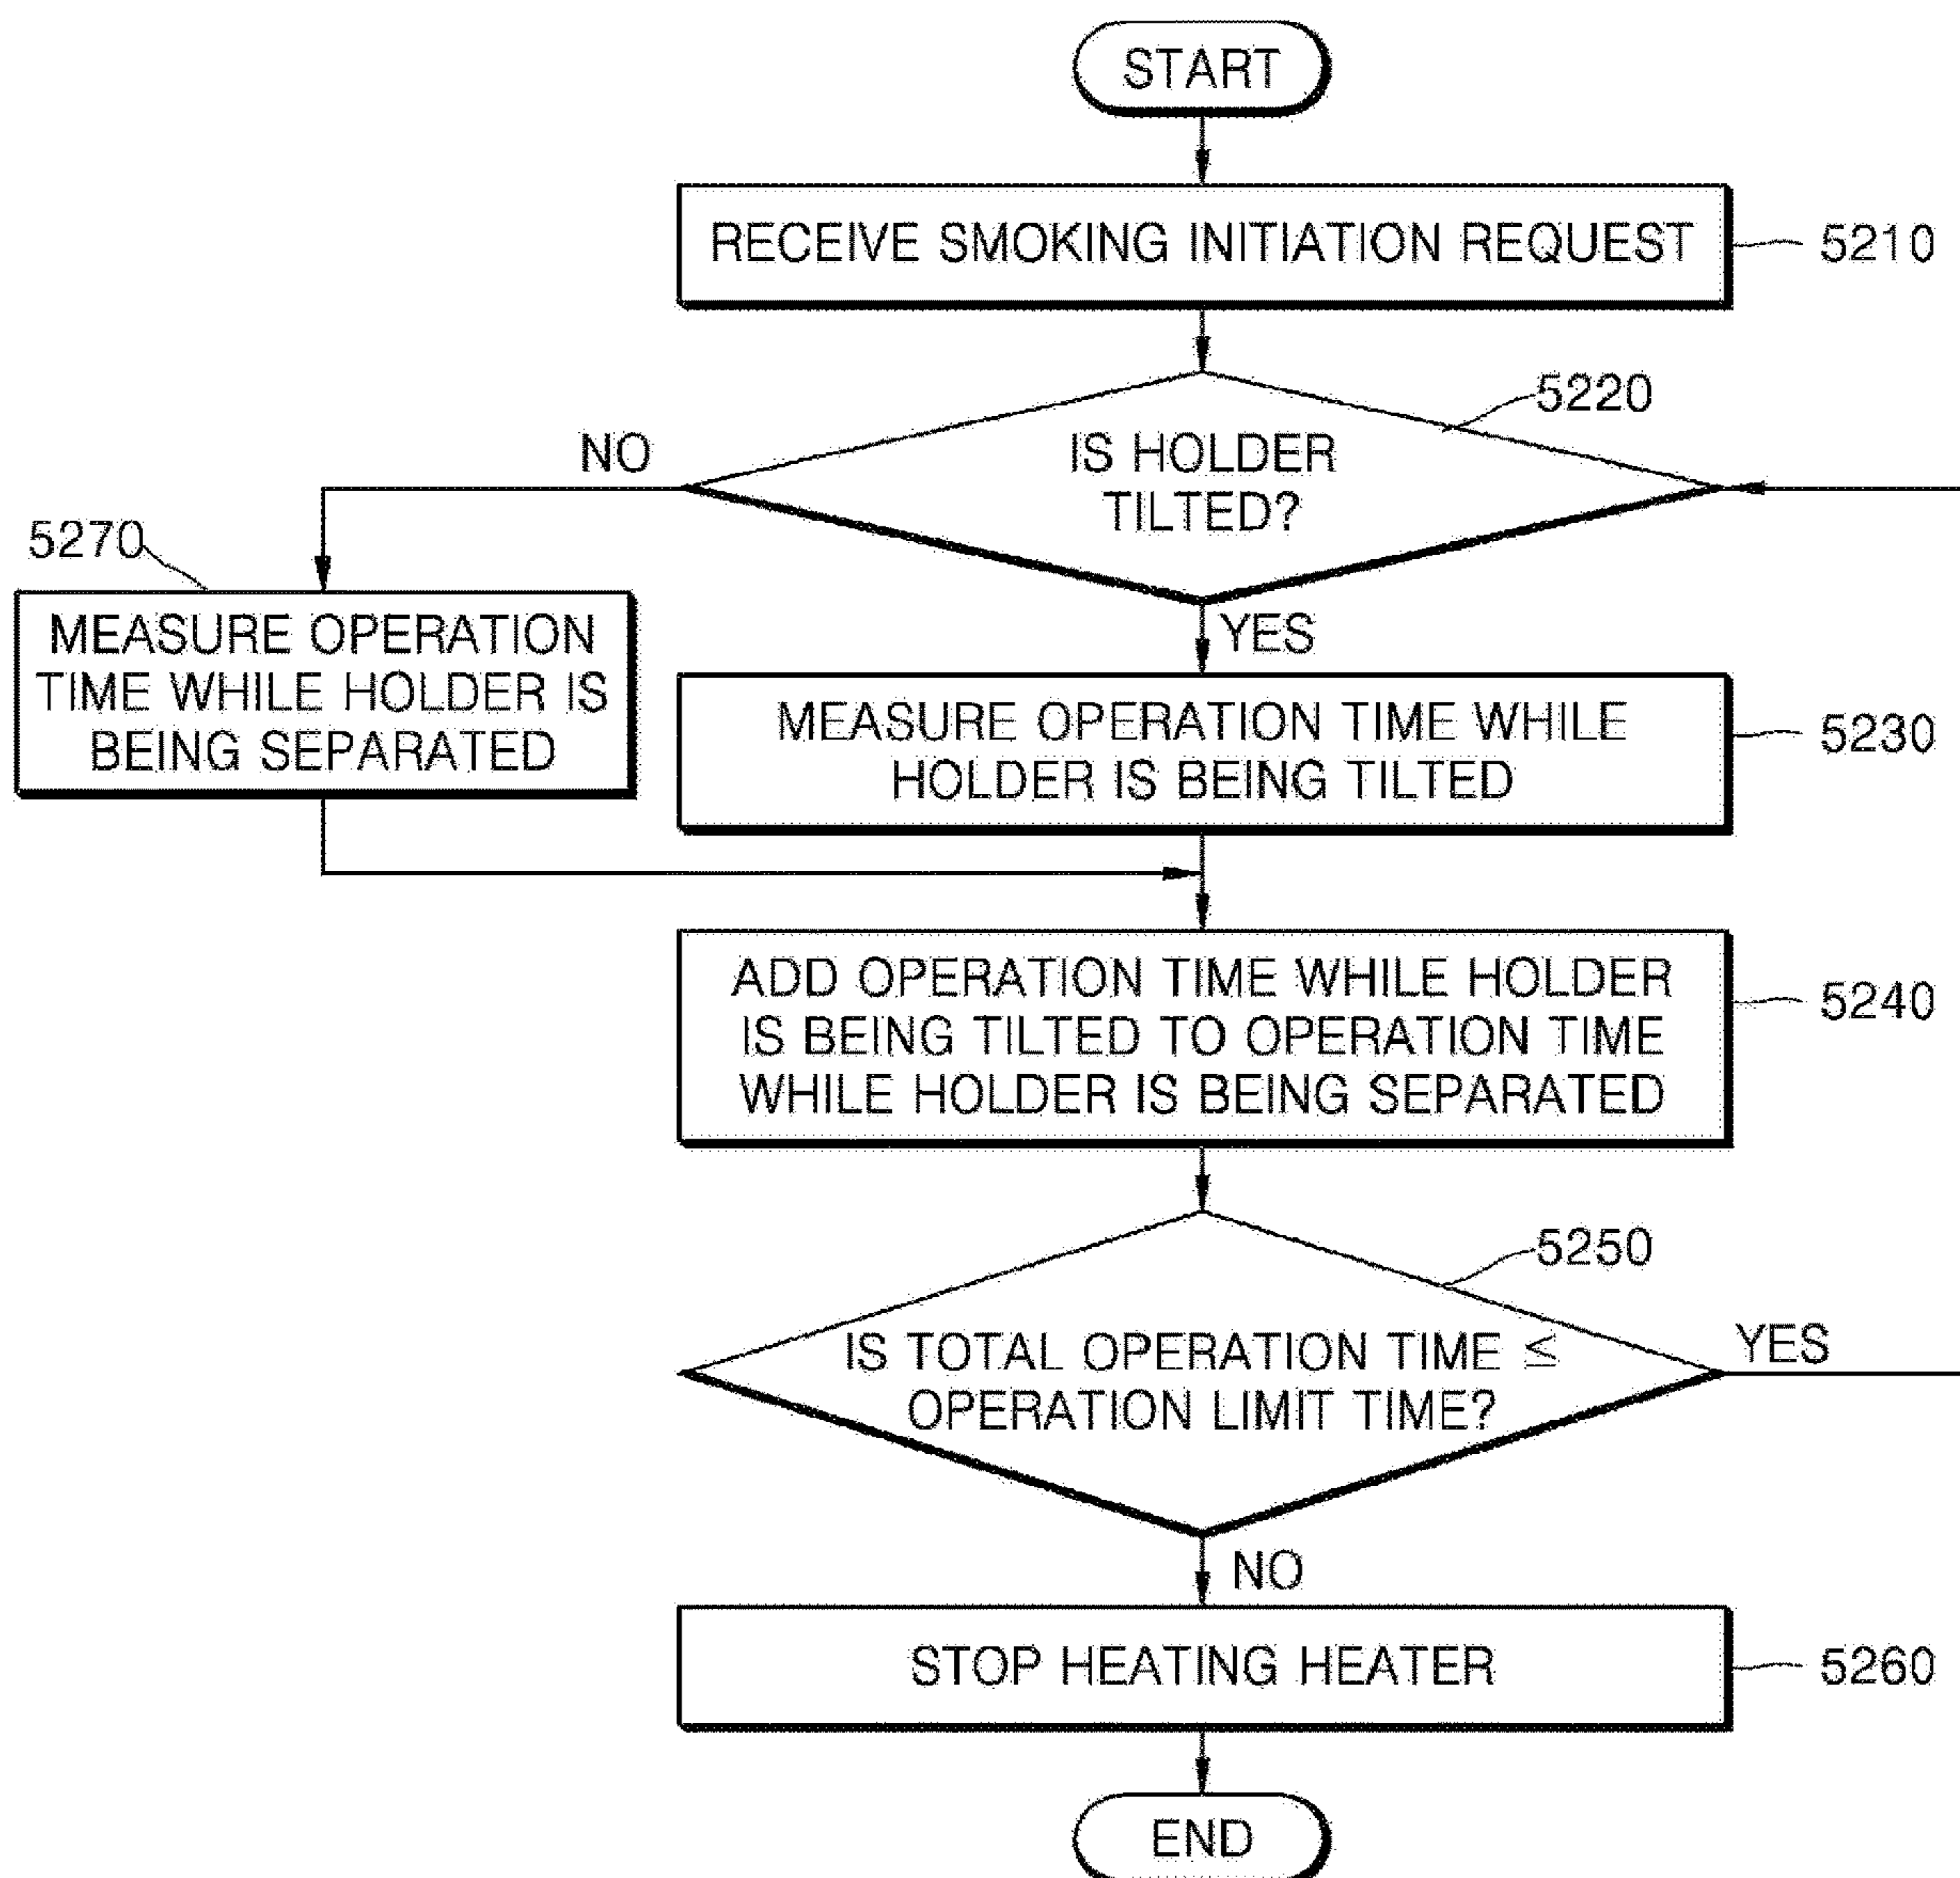 START
RECEIVE SMOKING INITIATION REQUEST
5210
5220
IS HOLDER
TILTED?
NO
YES
5270
MEASURE OPERATION
TIME WHILE HOLDER IS
BEING SEPARATED
MEASURE OPERATION TIME WHILE
HOLDER IS BEING TILTED
5230
ADD OPERATION TIME WHILE HOLDER
IS BEING TILTED TO OPERATION TIME
WHILE HOLDER IS BEING SEPARATED
5240
5250
IS TOTAL OPERATION TIME ≦
OPERATION LIMIT TIME?
YES
NO
STOP HEATING HEATER
5260
END